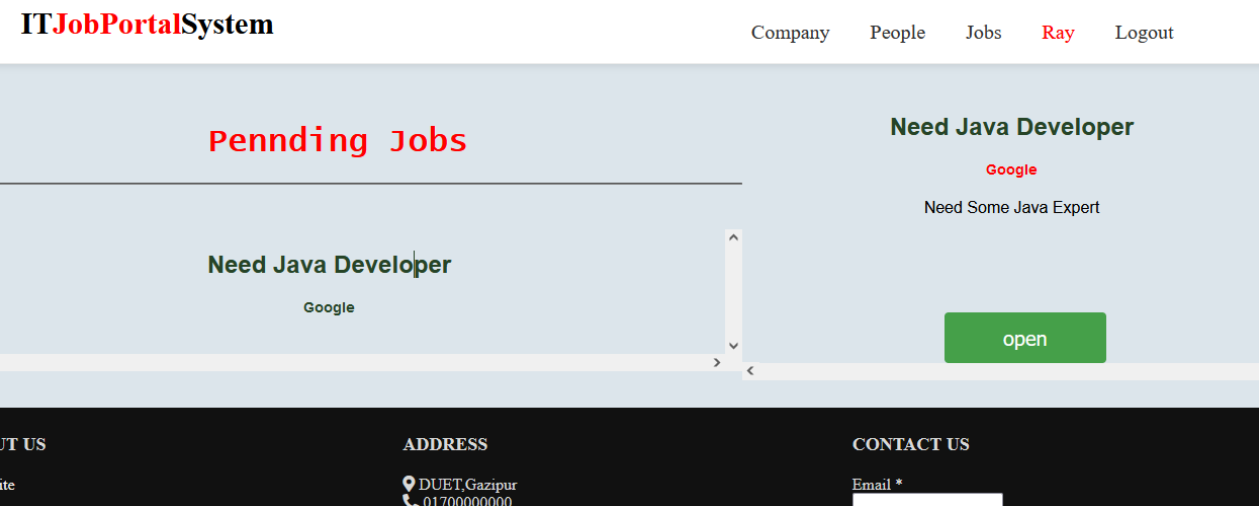 ITJobPortalSystem
Company People Jobs Ray Logout
Pennding Jobs
Need Java Developer
Google
Need Java Developer
Google
Need Some Java Expert
open
UT US
ite
ADDRESS
DUET,Gazipur
01700000000
CONTACT US
Email *